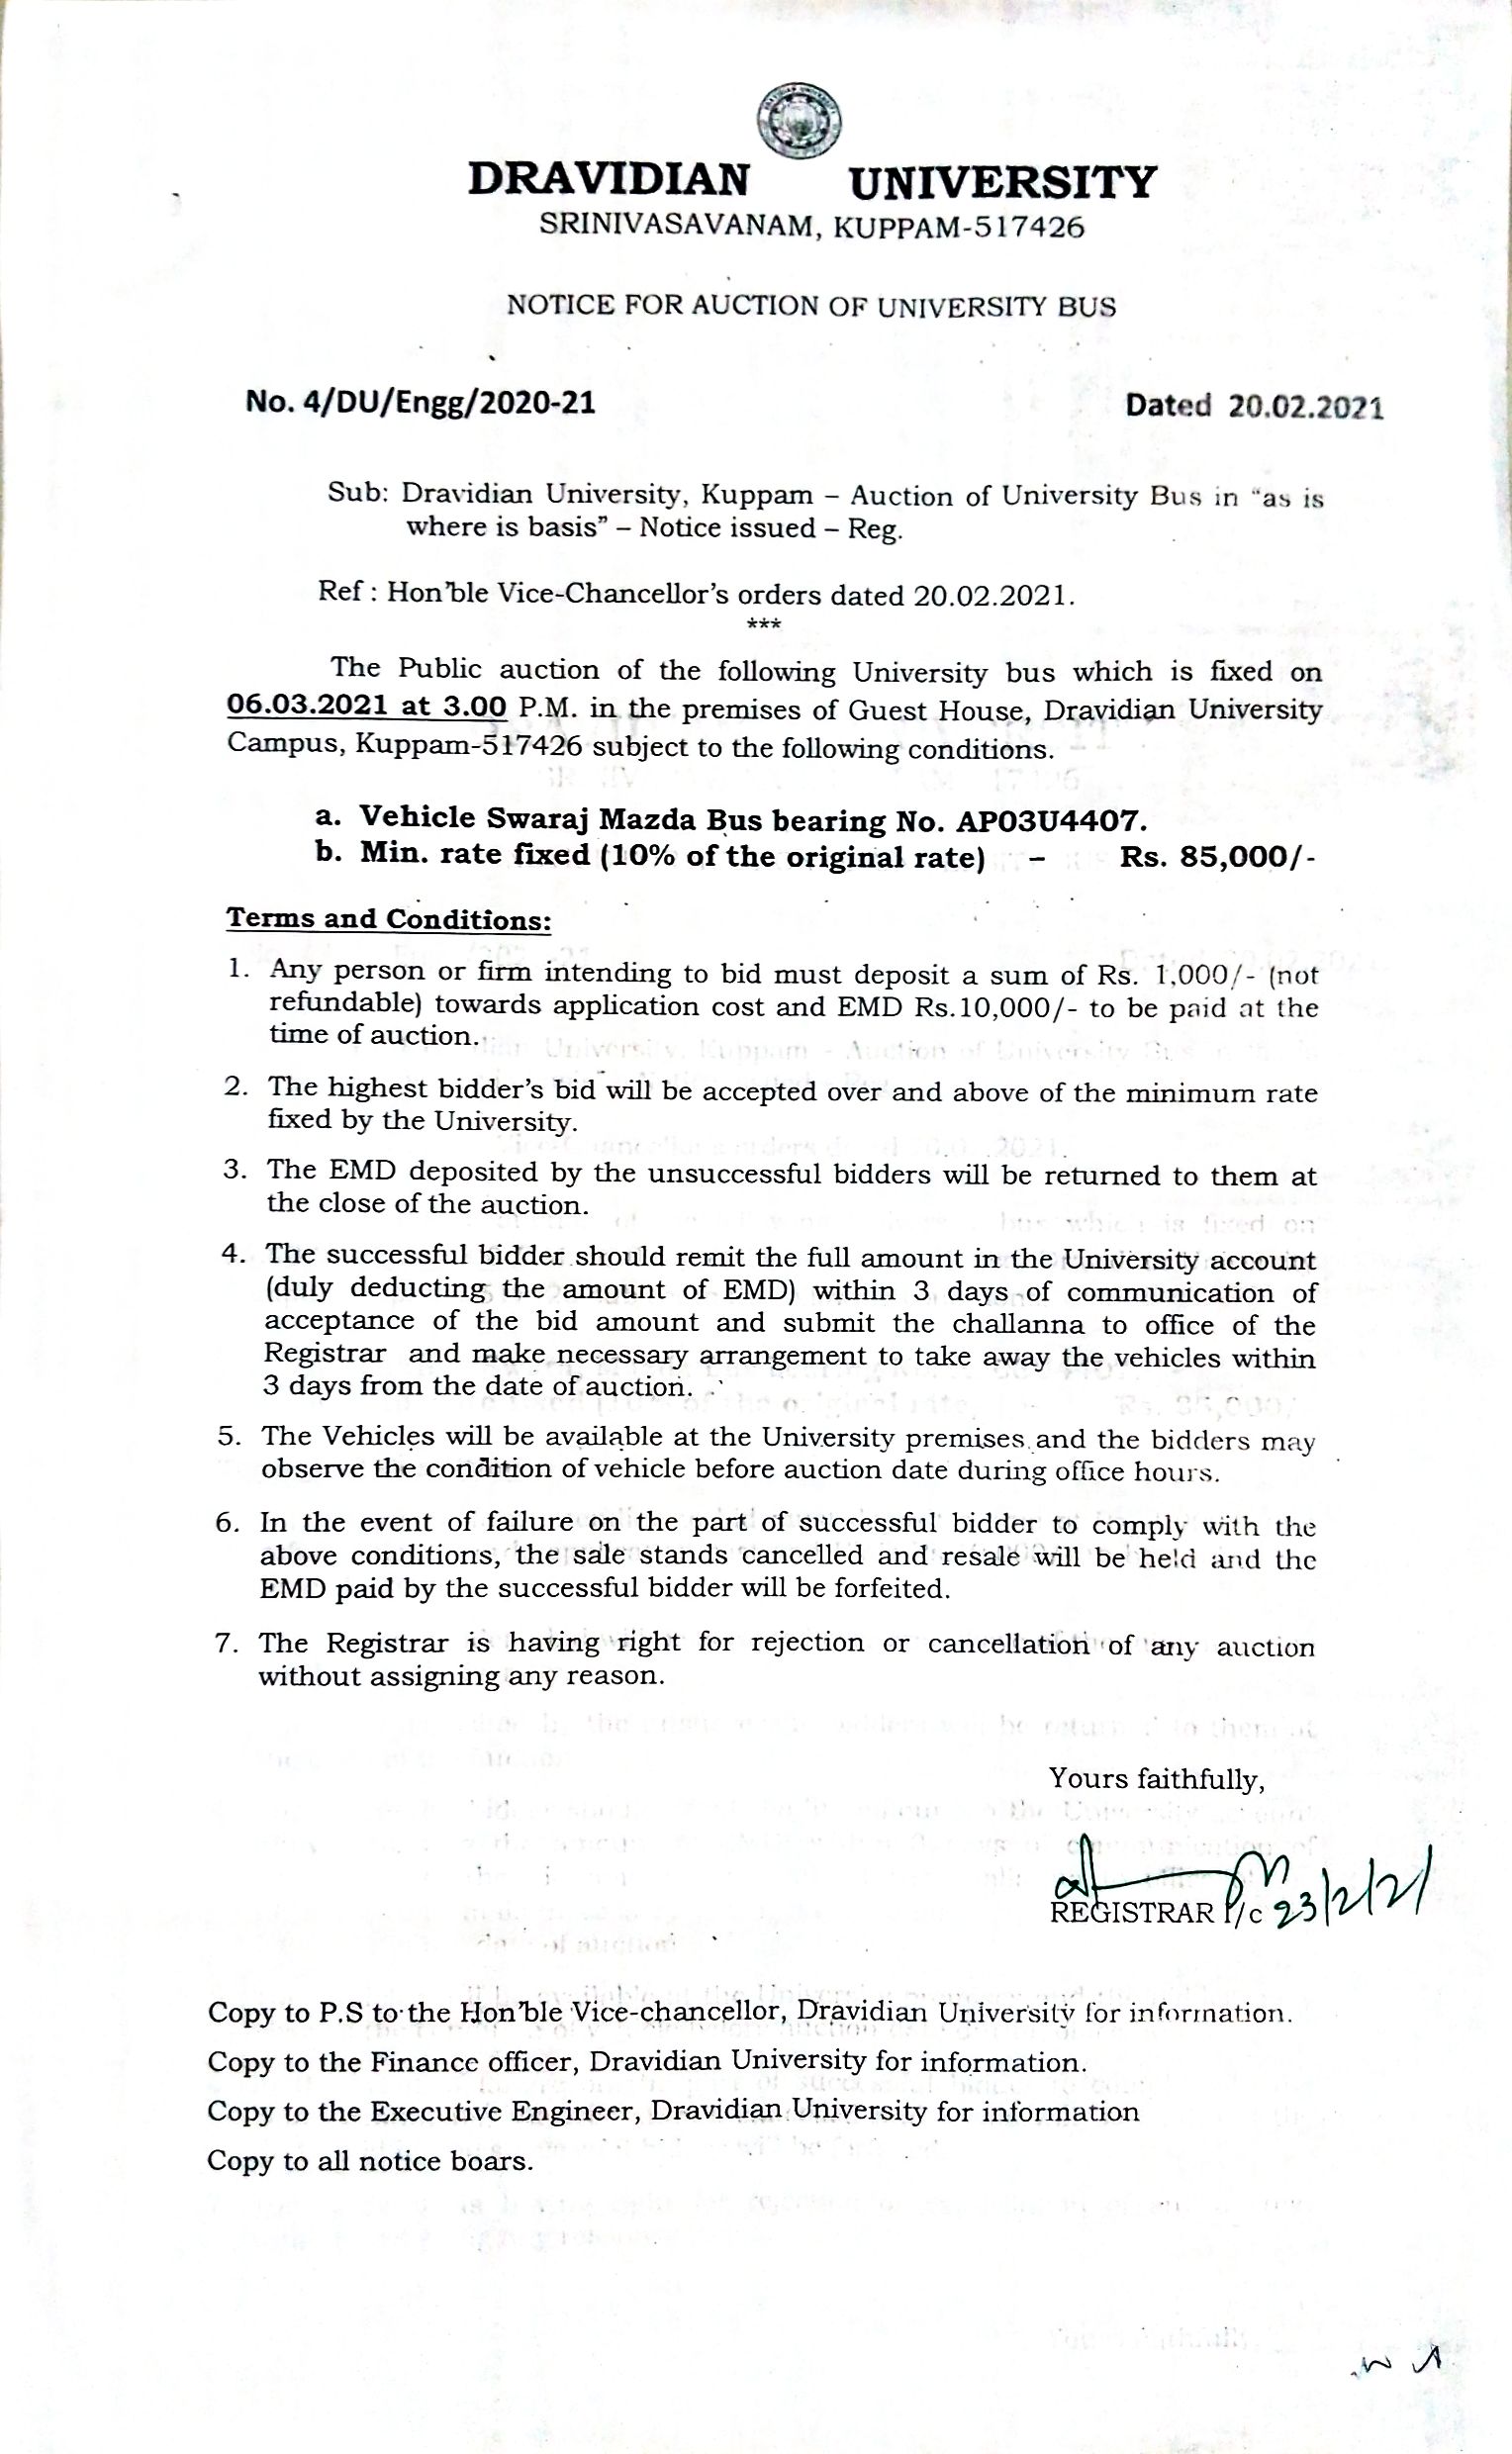 DRAVIDIAN UNIVERSITY
SRINIVASAVANAM, KUPPAM-517426
NOTICE FOR AUCTION OF UNIVERSITY BUS
No. 4/DU/Engg/2020-21 Dated 20.02.2021
Sub: Dravidian University, Kuppam – Auction of University Bus in “as is
where is basis” – Notice issued – Reg.
Ref : Hon’ble Vice-Chancellor’s orders dated 20.02.2021.
***
The Public auction of the following University bus which is fixed on
06.03.2021 at 3.00 P.M. in the premises of Guest House, Dravidian University
Campus, Kuppam-517426 subject to the following conditions.
a. Vehicle Swaraj Mazda Bus bearing No. AP03U4407.
b. Min. rate fixed (10% of the original rate) – Rs. 85,000/-
Terms and Conditions:
1. Any person or firm intending to bid must deposit a sum of Rs. 1,000/- (not
refundable) towards application cost and EMD Rs.10,000/- to be paid at the
time of auction.
2. The highest bidder’s bid will be accepted over and above of the minimum rate
fixed by the University.
3. The EMD deposited by the unsuccessful bidders will be returned to them at
the close of the auction.
4. The successful bidder should remit the full amount in the University account
(duly deducting the amount of EMD) within 3 days of communication of
acceptance of the bid amount and submit the challanna to office of the
Registrar and make necessary arrangement to take away the vehicles within
3 days from the date of auction.
5. The Vehicles will be available at the University premises and the bidders may
observe the condition of vehicle before auction date during office hours.
6. In the event of failure on the part of successful bidder to comply with the
above conditions, the sale stands cancelled and resale will be held and the
EMD paid by the successful bidder will be forfeited.
7. The Registrar is having right for rejection or cancellation of any auction
without assigning any reason.
Yours faithfully,
REGISTRAR I/c 23/2/21
Copy to P.S to the Hon’ble Vice-chancellor, Dravidian University for information.
Copy to the Finance officer, Dravidian University for information.
Copy to the Executive Engineer, Dravidian University for information
Copy to all notice boars.